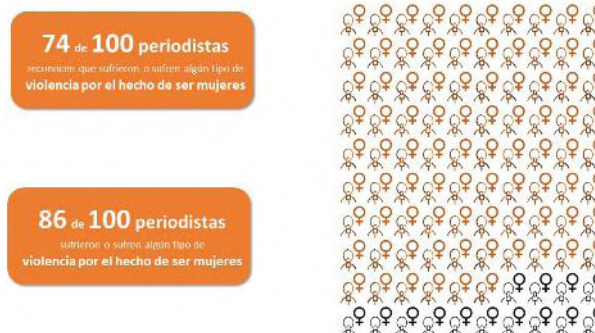 74 de 100 periodistas
reconocen que sufrieron o sufren algún tipo de
violencia por el hecho de ser mujeres
86 de 100 periodistas
sufrieron o sufren algún tipo de
violencia por el hecho de ser mujeres